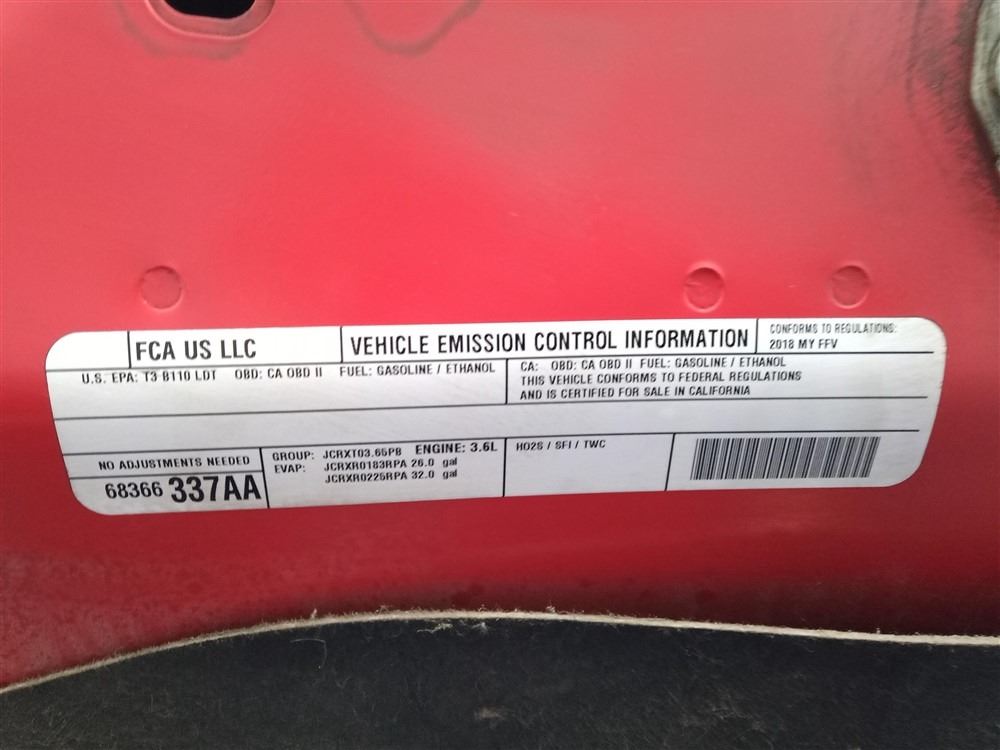 FCA US LLC
VEHICLE EMISSION CONTROL INFORMATION
CONFORMS TO REGULATIONS:
2018 MY FFV
U.S. EPA: T3 B110 LDT OBD: CA OBD II FUEL: GASOLINE / ETHANOL
CA: OBD: CA OBD II FUEL: GASOLINE / ETHANOL
THIS VEHICLE CONFORMS TO FEDERAL REGULATIONS
AND IS CERTIFIED FOR SALE IN CALIFORNIA
NO ADJUSTMENTS NEEDED
68366 337AA
GROUP: JCRXT03.65PB ENGINE: 3.6L
EVAP: JCRXR0183RPA 26.0 gal
JCRXR0225RPA 32.0 gal
HO2S / SFI / TWC